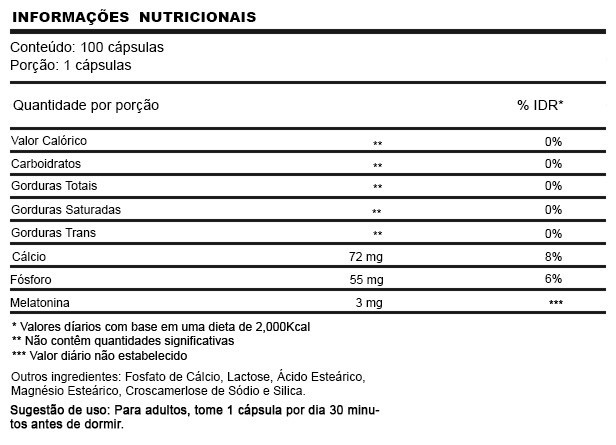 INFORMAÇÕES NUTRICIONAIS
Conteúdo: 100 cápsulas
Porção: 1 cápsulas
Quantidade por porção % IDR*
Valor Calórico ** 0%
Carboidratos ** 0%
Gorduras Totais ** 0%
Gorduras Saturadas ** 0%
Gorduras Trans ** 0%
Cálcio 72 mg 8%
Fósforo 55 mg 6%
Melatonina 3 mg ***
* Valores díarios com base em uma dieta de 2,000Kcal
** Não contêm quantidades significativas
*** Valor diário não estabelecido
Outros ingredientes: Fosfato de Cálcio, Lactose, Ácido Esteárico,
Magnésio Esteárico, Croscamerlose de Sódio e Silica.
Sugestão de uso: Para adultos, tome 1 cápsula por dia 30 minu-
tos antes de dormir.